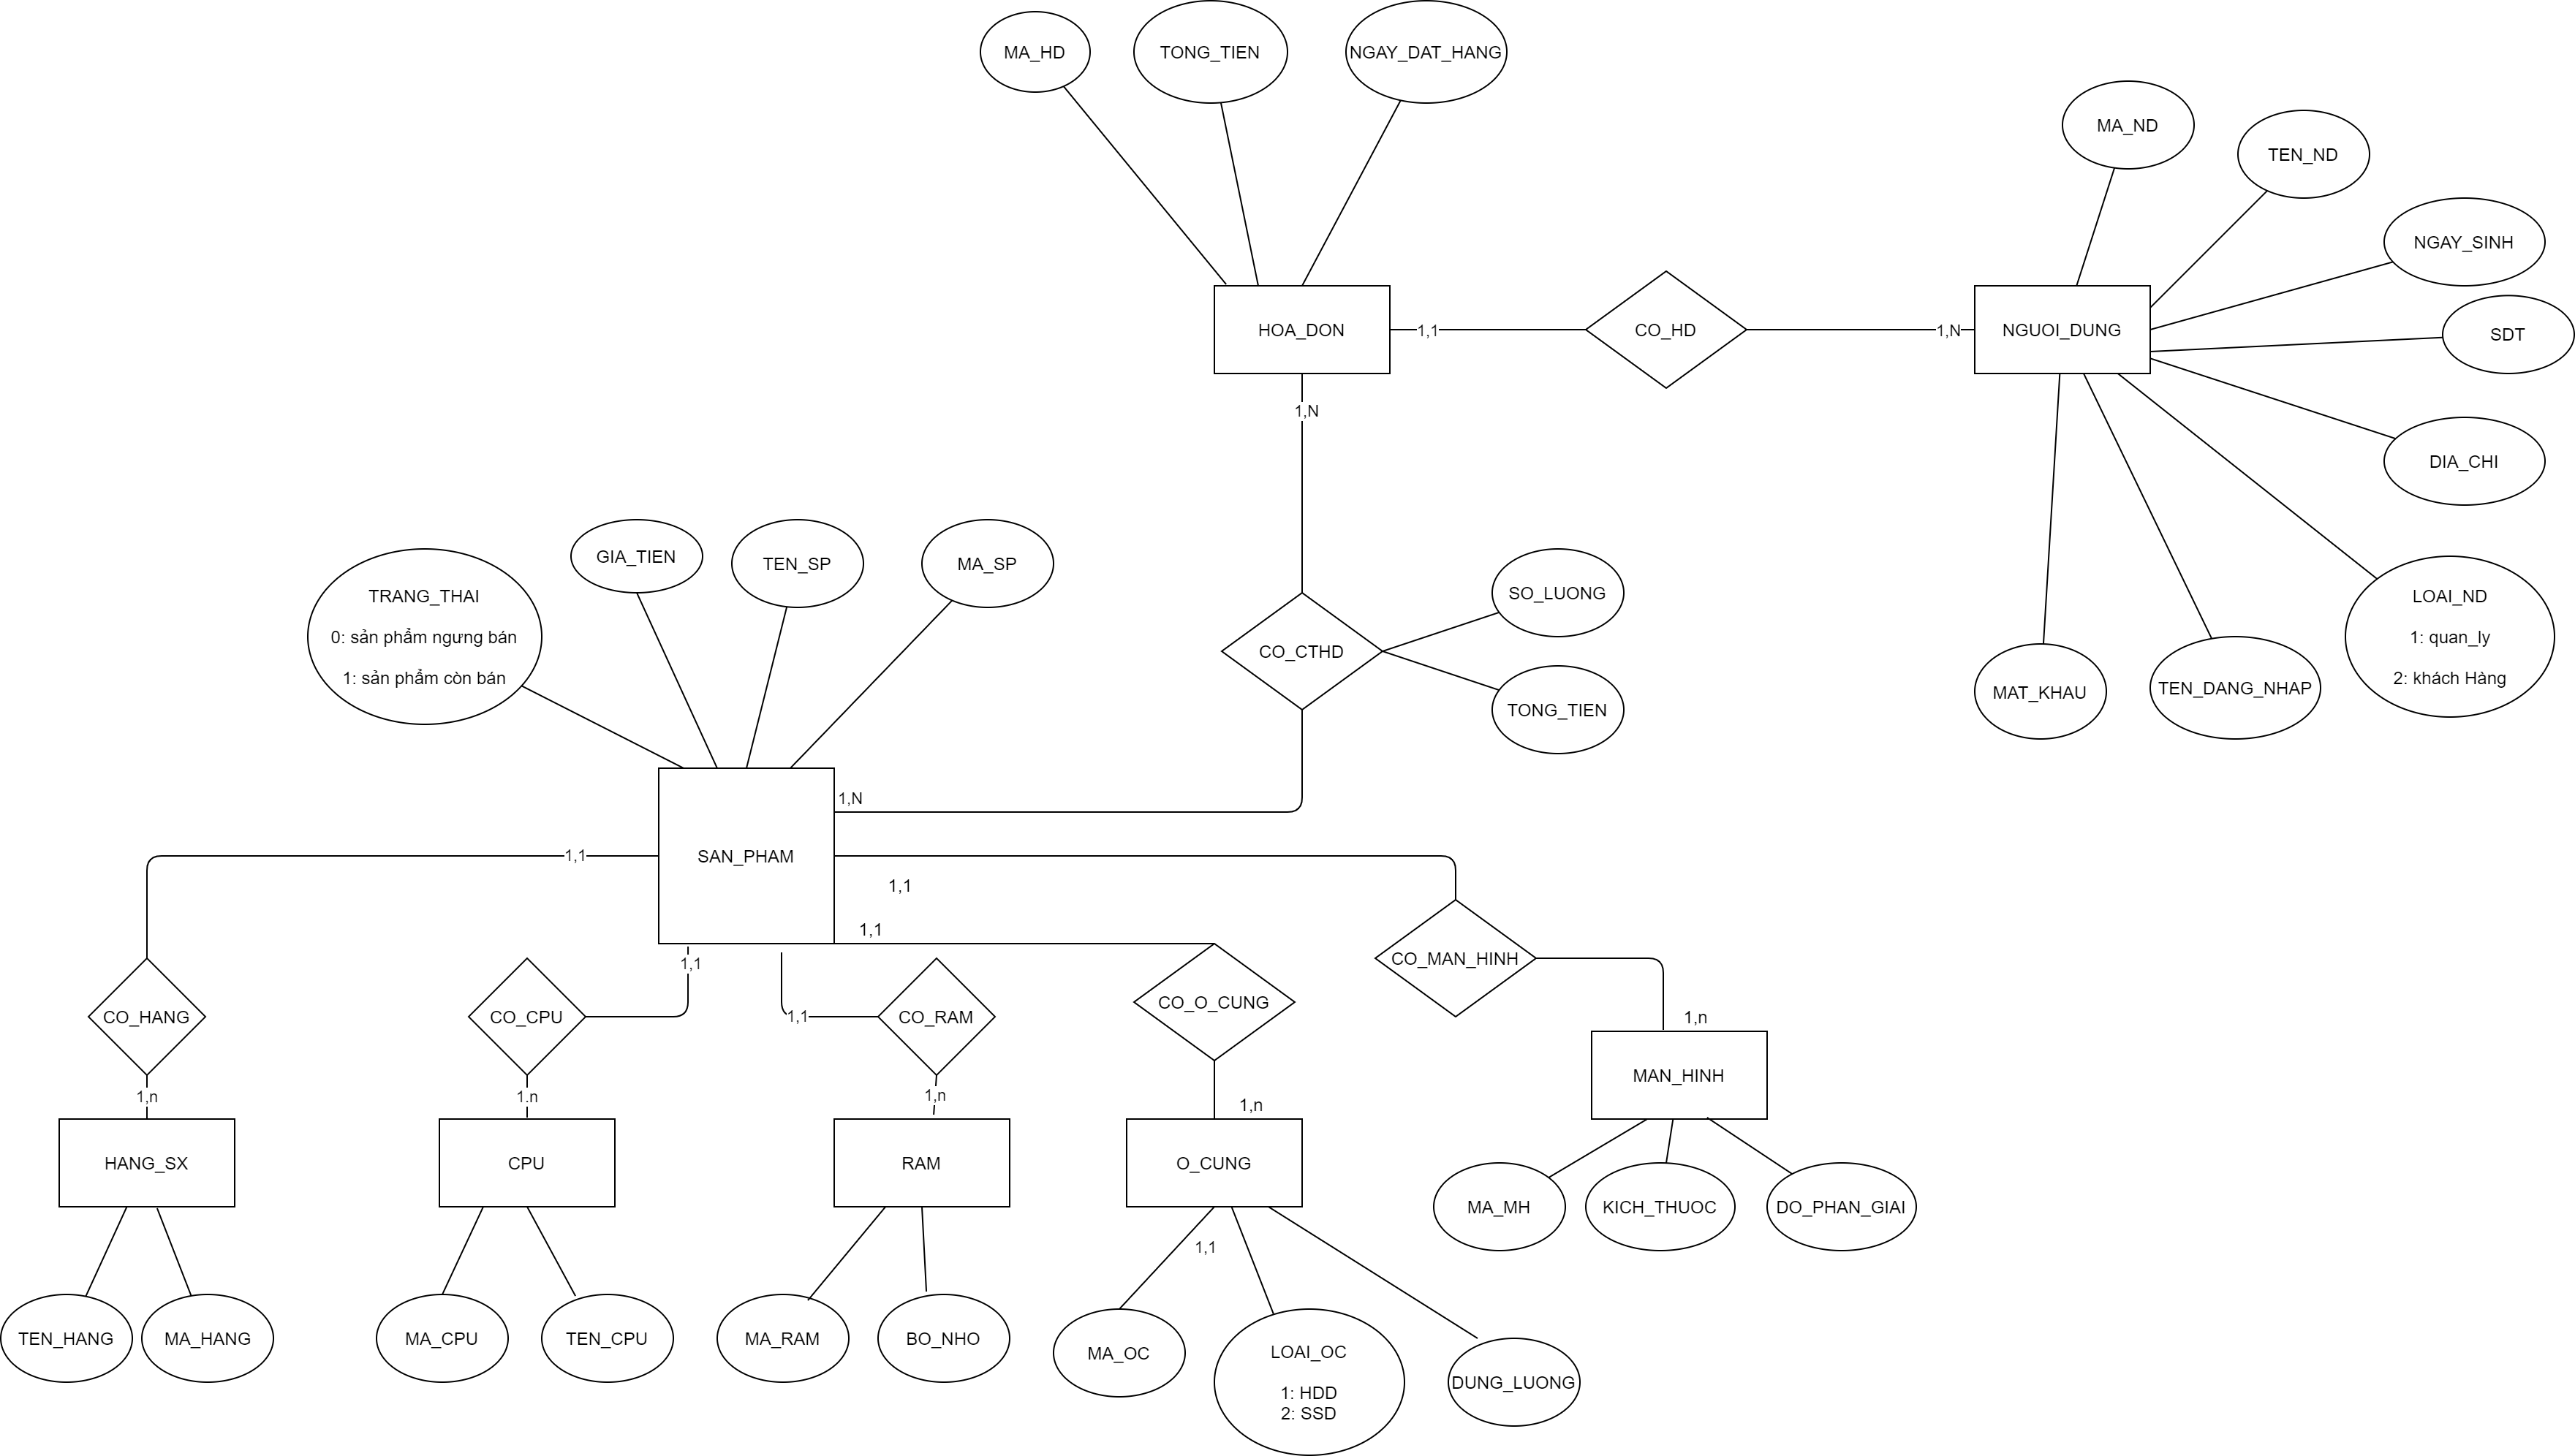 MA_HD
TONG_TIEN
NGAY_DAT_HANG
MA_ND
TEN_ND
NGAY_SINH
SDT
HOA_DON
1,1
CO_HD
1,N
NGUOI_DUNG
1,N
DIA_CHI
GIA_TIEN
TEN_SP
MA_SP
SO_LUONG
TRANG_THAI
0: sản phẩm ngưng bán
1: sản phẩm còn bán
LOAI_ND
1: quan_ly
2: khách Hàng
CO_CTHD
TONG_TIEN
MAT_KHAU
TEN_DANG_NHAP
1,N
1,1
SAN_PHAM
1,1
1,1
1,1
CO_MAN_HINH
CO_HANG
CO_CPU
1,1
CO_RAM
CO_O_CUNG
1,n
MAN_HINH
1,n
1.n
1,n
1,n
HANG_SX
CPU
RAM
O_CUNG
MA_MH
KICH_THUOC
DO_PHAN_GIAI
1,1
TEN_HANG
MA_HANG
MA_CPU
TEN_CPU
MA_RAM
BO_NHO
MA_OC
LOAI_OC
1: HDD
2: SSD
DUNG_LUONG